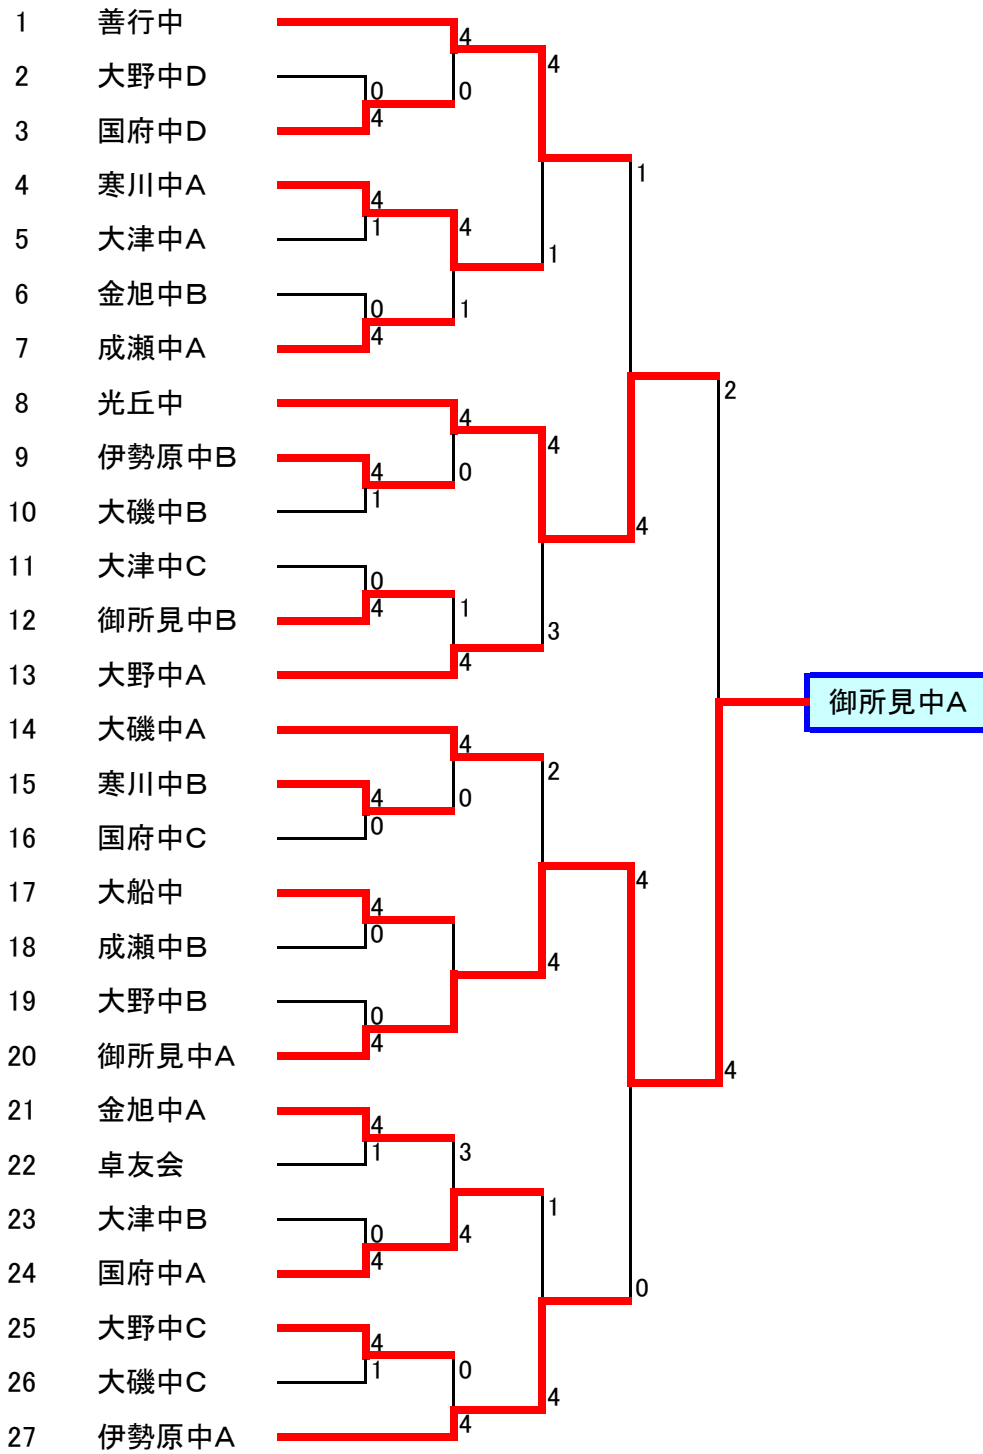 1 善行中
4
4
2 大野中Ｄ
0
0
4
3 国府中Ｄ
1
4 寒川中Ａ
4
4
1
5 大津中Ａ
1
6 金旭中Ｂ
0
1
4
7 成瀬中Ａ
2
8 光丘中
4
4
9 伊勢原中Ｂ
4
0
1
10 大磯中Ｂ
4
11 大津中Ｃ
0
1
4
12 御所見中Ｂ
3
4
13 大野中Ａ
御所見中Ａ
14 大磯中Ａ
4
2
15 寒川中Ｂ
4
0
0
16 国府中Ｃ
4
17 大船中
4
0
18 成瀬中Ｂ
4
19 大野中Ｂ
0
4
20 御所見中Ａ
4
21 金旭中Ａ
4
1
3
22 卓友会
1
23 大津中Ｂ
0
4
4
24 国府中Ａ
0
25 大野中Ｃ
4
1
0
26 大磯中Ｃ
4
4
27 伊勢原中Ａ